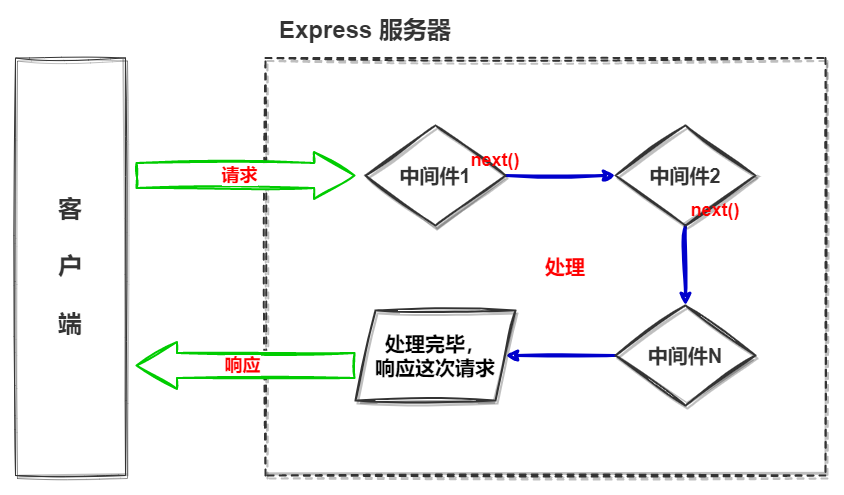 Express 服务器
客
户
端
请求
中间件1
next()
中间件2
next()
处理
中间件N
处理完毕，
响应这次请求
响应